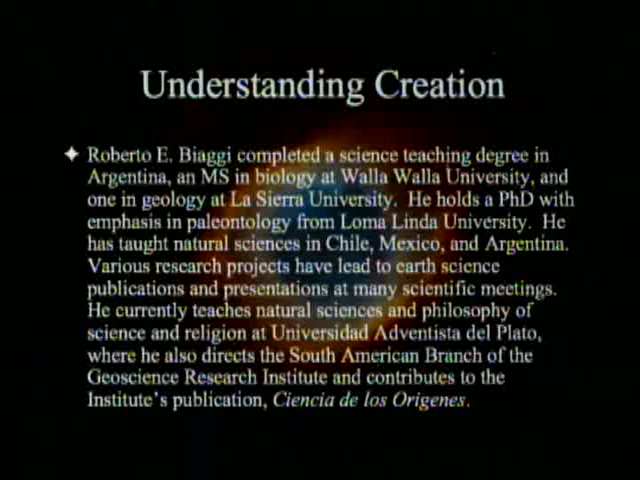 Understanding Creation
Roberto E. Biaggi completed a science teaching degree in
Argentina, an MS in biology at Walla Walla University, and
one in geology at La Sierra University. He holds a PhD with
emphasis in paleontology from Loma Linda University. He
has taught natural sciences in Chile, Mexico, and Argentina.
Various research projects have lead to earth science
publications and presentations at many scientific meetings.
He currently teaches natural sciences and philosophy of
science and religion at Universidad Adventista del Plato,
where he also directs the South American Branch of the
Geoscience Research Institute and contributes to the
Institute's publication, Ciencia de los Origenes.